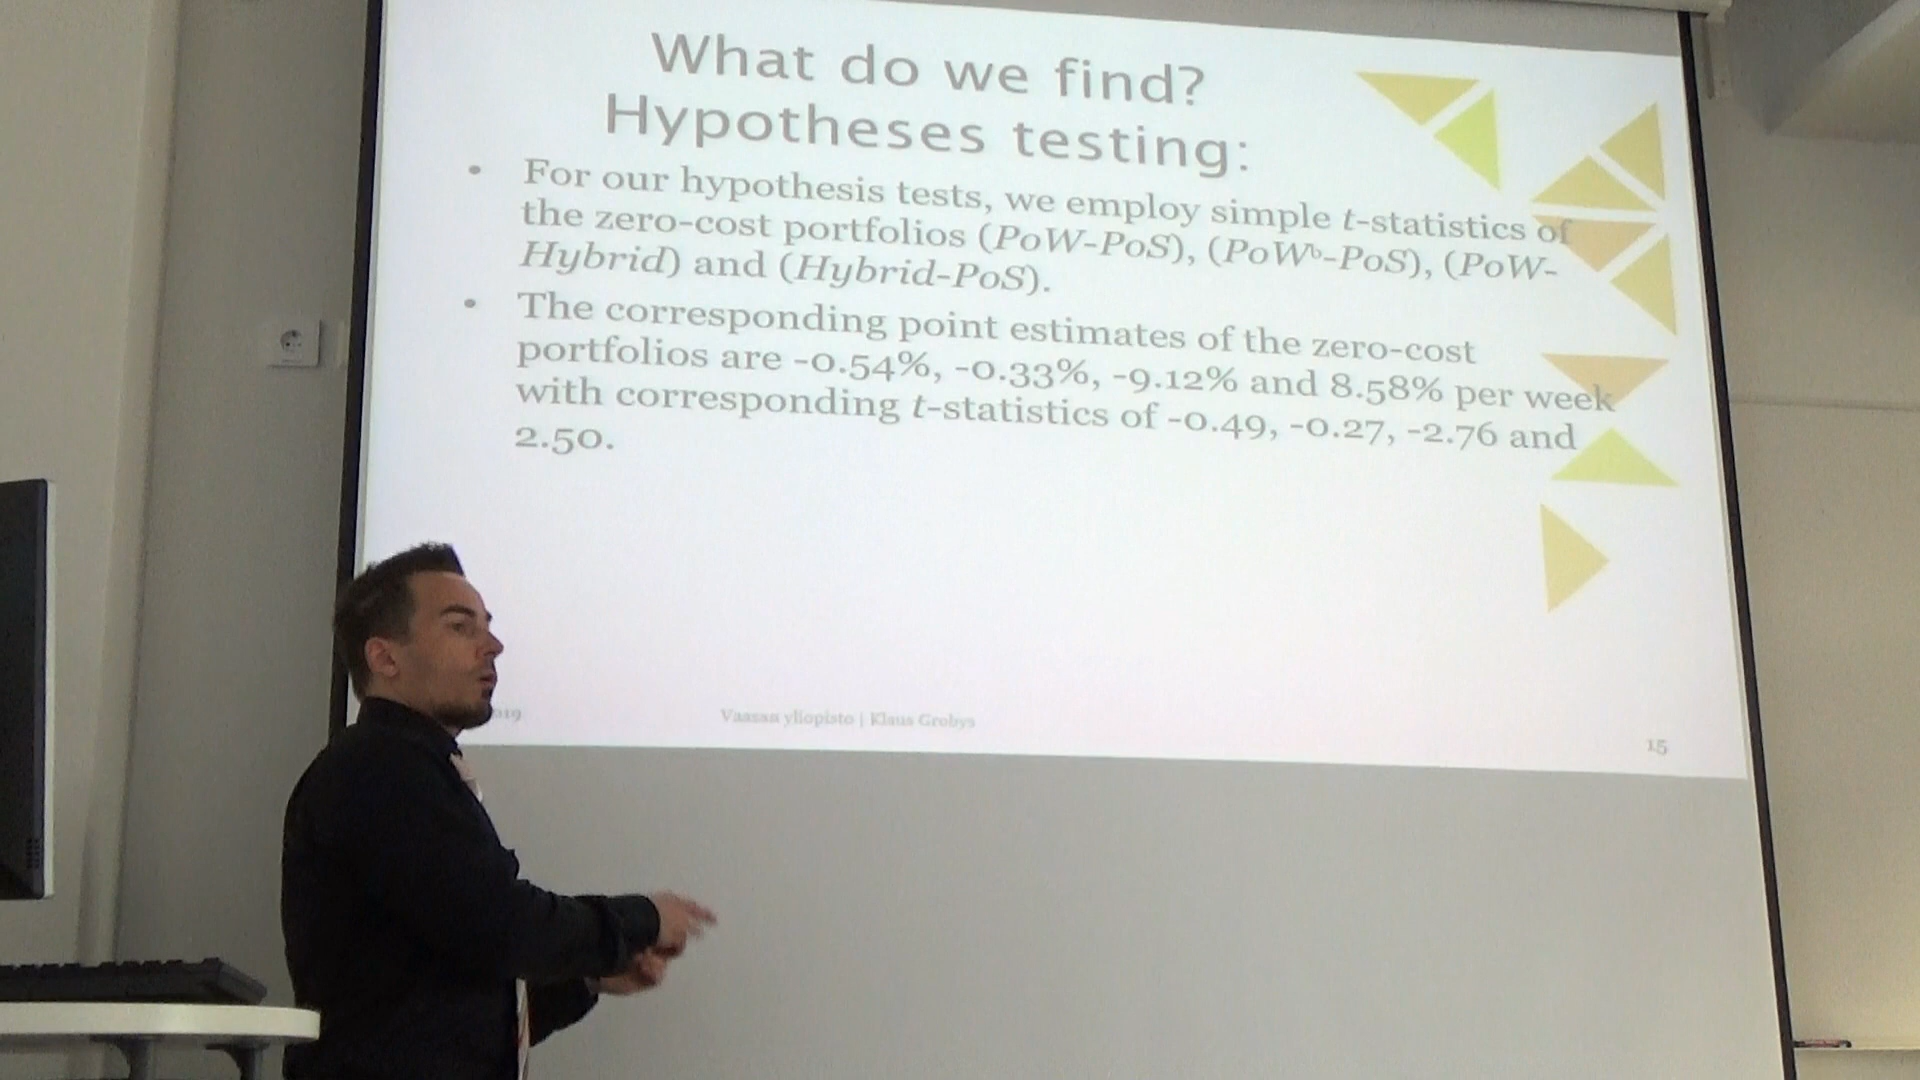 What do we find?
Hypotheses testing:
• For our hypothesis tests, we employ simple t-statistics of
the zero-cost portfolios (PoW-PoS), (PoWᵇ-PoS), (PoW-
Hybrid) and (Hybrid-PoS).
• The corresponding point estimates of the zero-cost
portfolios are -0.54%, -0.33%, -9.12% and 8.58% per week
with corresponding t-statistics of -0.49, -0.27, -2.76 and
2.50.
Vaasan yliopisto | Klaus Grobys
15